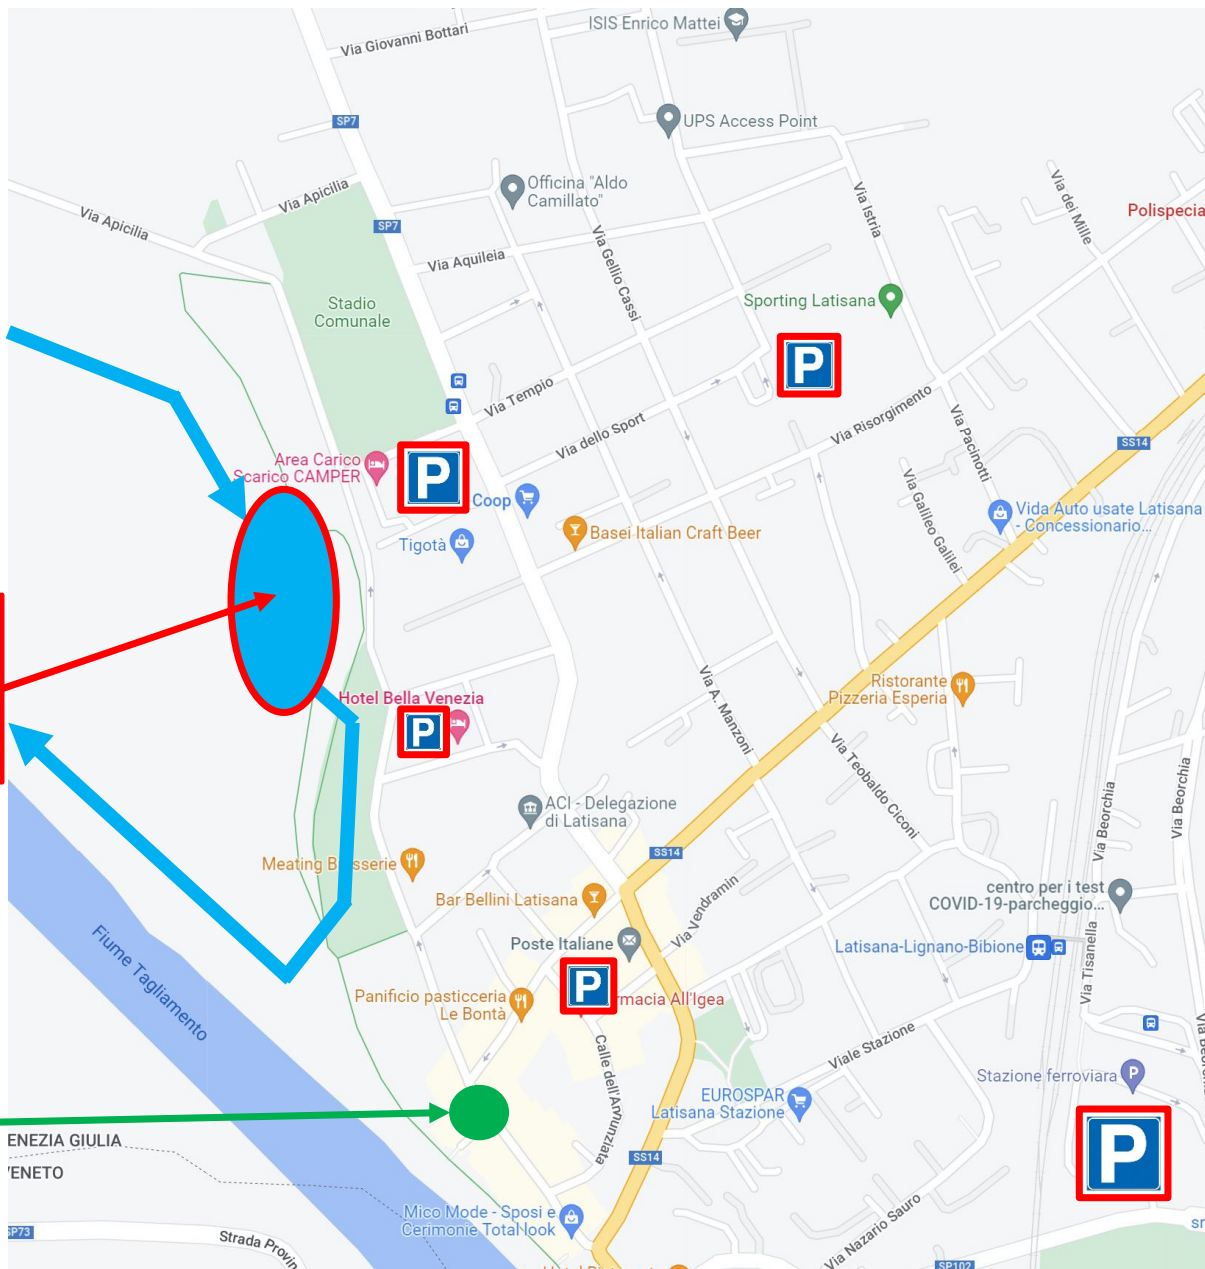 ISIS Enrico Mattei
Via Giovanni Bottari
SP7
UPS Access Point
Via Apicilia
Via Apicilia
Officina "Aldo
Camillato"
Via Istria
Via dei Mille
Polispecia
SP7
Via Aquileia
Via Gellio Cassi
Stadio
Comunale
Sporting Latisana
P
Via Tempio
Via dello Sport
Via Risorgimento
Via Pacinotti
SS14
Area Carico
Scarico CAMPER
P
Coop
Via Galileo Galilei
Vida Auto usate Latisana
- Concessionario...
Tigotà
Basei Italian Craft Beer
Hotel Bella Venezia
P
Via A. Manzoni
Ristorante
Pizzeria Esperia
Via Teobaldo Ciconi
Via Beorchia
Via Beorchia
ACI - Delegazione
di Latisana
SS14
Meating
sserie
Bar Bellini Latisana
Via Vendramin
centro per i test
COVID-19-parcheggio...
Poste Italiane
Latisana-Lignano-Bibione
Via Tisanella
Fiume Tagliamento
P
rmacia All'Igea
Panificio pasticceria
Le Bontà
Calle dell'Annunziata
Viale Stazione
Stazione ferroviara
P
EUROSPAR
Latisana Stazione
P
ENEZIA GIULIA
VENETO
SS14
Mico Mode - Sposi e
Cerimonie Total look
SP73
Strada Provin
Via Nazario Sauro
SP102